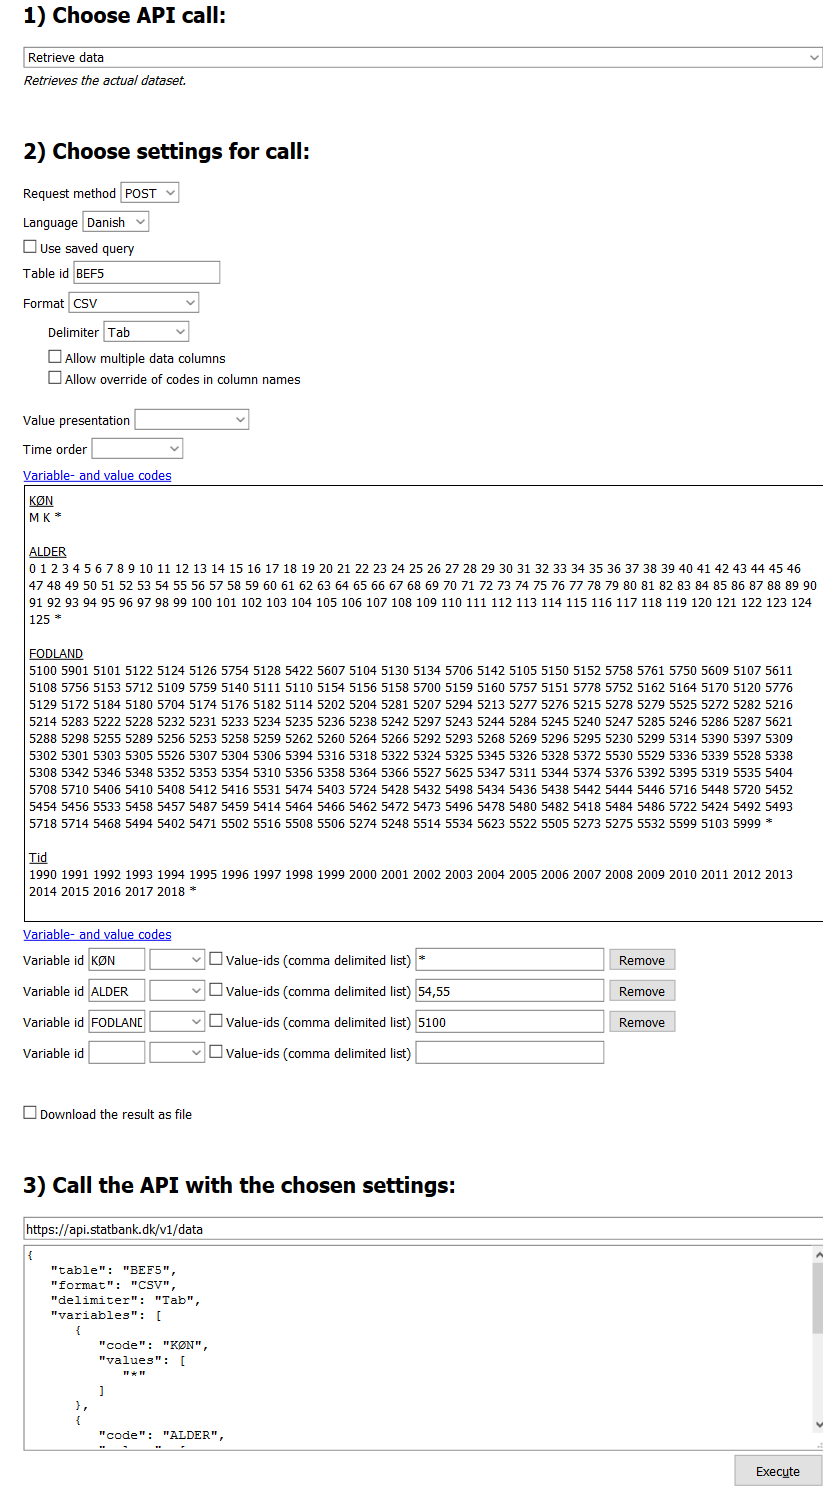 1) Choose API call:
Retrieve data
Retrieves the actual dataset.
2) Choose settings for call:
Request method POST
Language Danish
Use saved query
Table id BEF5
Format CSV
Delimiter Tab
Allow multiple data columns
Allow override of codes in column names
Value presentation
Time order
Variable- and value codes
KØN
M K *
ALDER
0 1 2 3 4 5 6 7 8 9 10 11 12 13 14 15 16 17 18 19 20 21 22 23 24 25 26 27 28 29 30 31 32 33 34 35 36 37 38 39 40 41 42 43 44 45 46
47 48 49 50 51 52 53 54 55 56 57 58 59 60 61 62 63 64 65 66 67 68 69 70 71 72 73 74 75 76 77 78 79 80 81 82 83 84 85 86 87 88 89 90
91 92 93 94 95 96 97 98 99 100 101 102 103 104 105 106 107 108 109 110 111 112 113 114 115 116 117 118 119 120 121 122 123 124
125 *
FODLAND
5100 5901 5101 5122 5124 5126 5754 5128 5422 5607 5104 5130 5134 5706 5142 5105 5150 5152 5758 5761 5750 5609 5107 5611
5108 5756 5153 5712 5109 5759 5140 5111 5110 5154 5156 5158 5700 5159 5160 5757 5151 5778 5752 5162 5164 5170 5120 5776
5129 5172 5184 5180 5704 5174 5176 5182 5114 5202 5204 5281 5207 5294 5213 5277 5276 5215 5278 5279 5525 5272 5282 5216
5214 5283 5222 5228 5232 5231 5233 5234 5235 5236 5238 5242 5297 5243 5244 5284 5245 5240 5247 5285 5246 5286 5287 5621
5288 5298 5255 5289 5256 5253 5258 5259 5262 5260 5264 5266 5292 5293 5268 5269 5296 5295 5230 5299 5314 5390 5397 5309
5302 5301 5303 5305 5526 5307 5304 5306 5394 5316 5318 5322 5324 5325 5345 5326 5328 5372 5530 5529 5336 5339 5528 5338
5308 5342 5346 5348 5352 5353 5354 5310 5356 5358 5364 5366 5527 5625 5347 5311 5344 5374 5376 5392 5395 5319 5535 5404
5708 5710 5406 5410 5408 5412 5416 5531 5474 5403 5724 5428 5432 5498 5434 5436 5438 5442 5444 5446 5716 5448 5720 5452
5454 5456 5533 5458 5457 5487 5459 5414 5464 5466 5462 5472 5473 5496 5478 5480 5482 5418 5484 5486 5722 5424 5492 5493
5718 5714 5468 5494 5402 5471 5502 5516 5508 5506 5274 5248 5514 5534 5623 5522 5505 5273 5275 5532 5599 5103 5999 *
Tid
1990 1991 1992 1993 1994 1995 1996 1997 1998 1999 2000 2001 2002 2003 2004 2005 2006 2007 2008 2009 2010 2011 2012 2013
2014 2015 2016 2017 2018 *
Variable- and value codes
Variable id KØN Value-ids (comma delimited list) * Remove
Variable id ALDER Value-ids (comma delimited list) 54,55 Remove
Variable id FODLAND Value-ids (comma delimited list) 5100 Remove
Variable id Value-ids (comma delimited list)
Download the result as file
3) Call the API with the chosen settings:
https://api.statbank.dk/v1/data
{
"table": "BEF5",
"format": "CSV",
"delimiter": "Tab",
"variables": [
{
"code": "KØN",
"values": [
"*"
]
},
{
"code": "ALDER",
Execute